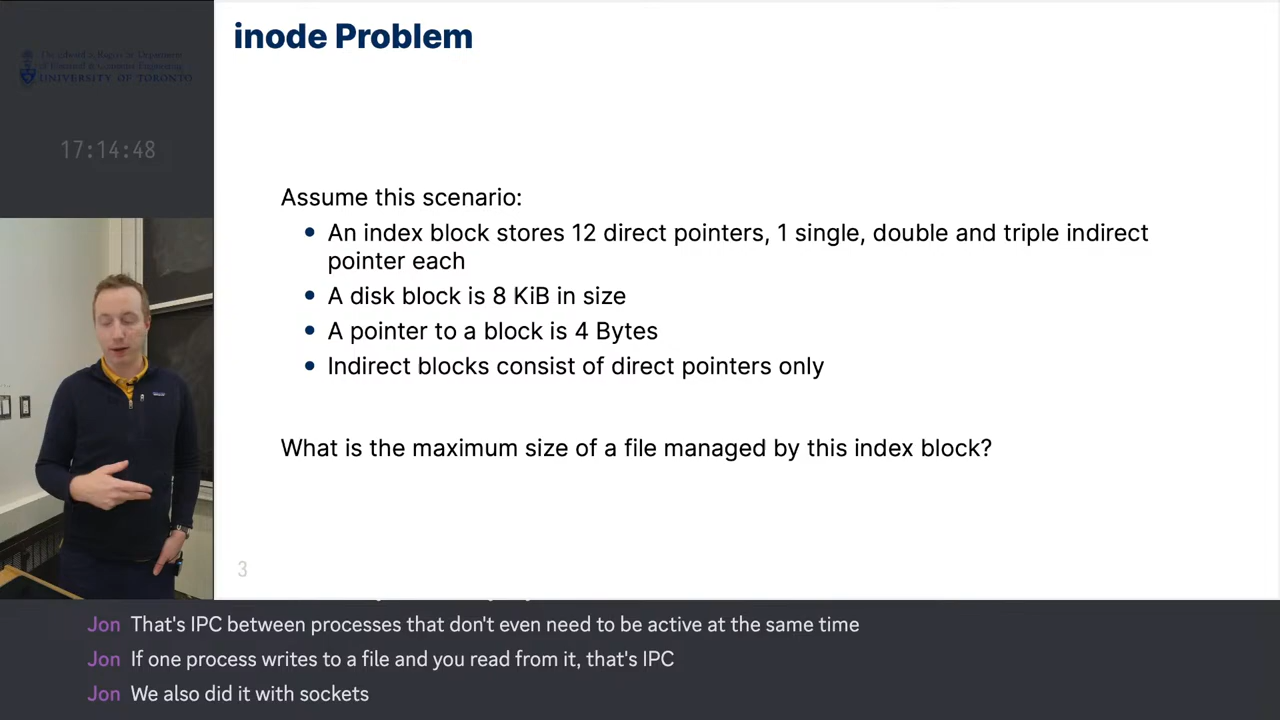 inode Problem
UNIVERSITY OF TORONTO
17:14:48
Assume this scenario:
• An index block stores 12 direct pointers, 1 single, double and triple indirect
pointer each
• A disk block is 8 KiB in size
• A pointer to a block is 4 Bytes
• Indirect blocks consist of direct pointers only
What is the maximum size of a file managed by this index block?
3
Jon That's IPC between processes that don't even need to be active at the same time
Jon If one process writes to a file and you read from it, that's IPC
Jon We also did it with sockets